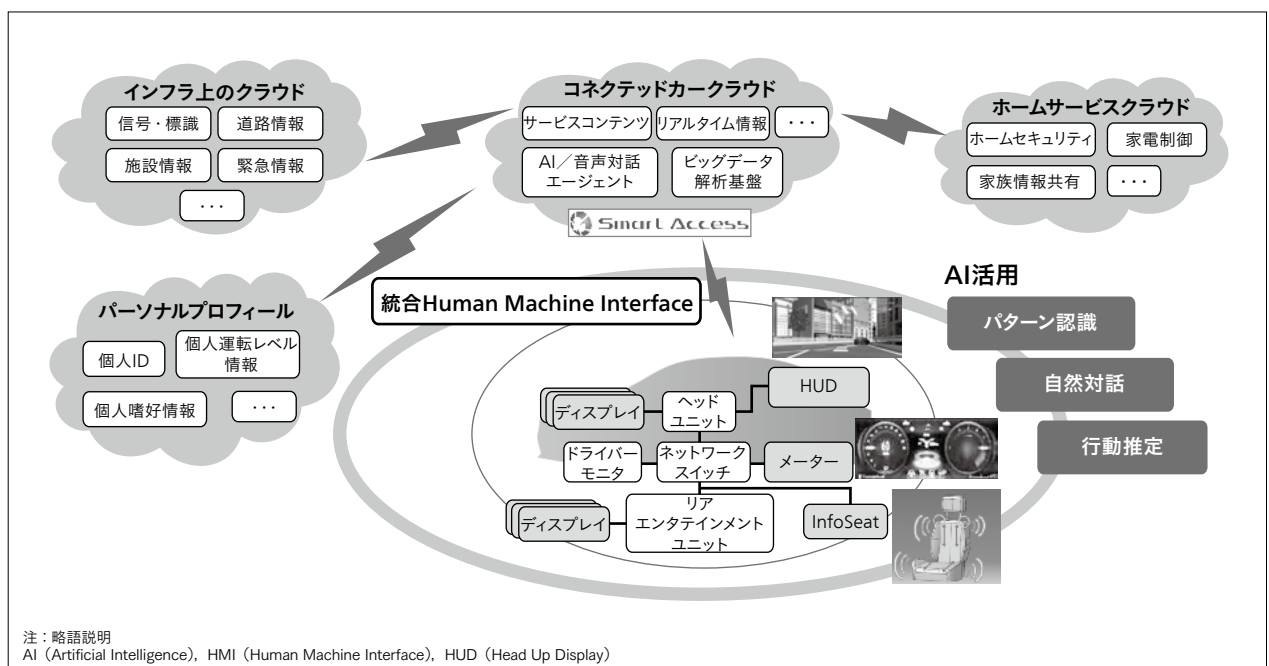 インフラ上のクラウド
信号・標識
道路情報
施設情報
緊急情報
・・・
コネクテッドカークラウド
サービスコンテンツ
リアルタイム情報
・・・
AI／音声対話
エージェント
ビッグデータ
解析基盤
Smart Access
ホームサービスクラウド
ホームセキュリティ
家電制御
家族情報共有
・・・
パーソナルプロフィール
個人ID
個人運転レベル
情報
個人嗜好情報
・・・
統合Human Machine Interface
AI活用
パターン認識
自然対話
行動推定
HUD
ディスプレイ
ヘッド
ユニット
ドライバー
モニタ
ネットワーク
スイッチ
メーター
ディスプレイ
リア
エンタテインメント
ユニット
InfoSeat
注：略語説明
AI（Artificial Intelligence），HMI（Human Machine Interface），HUD（Head Up Display）